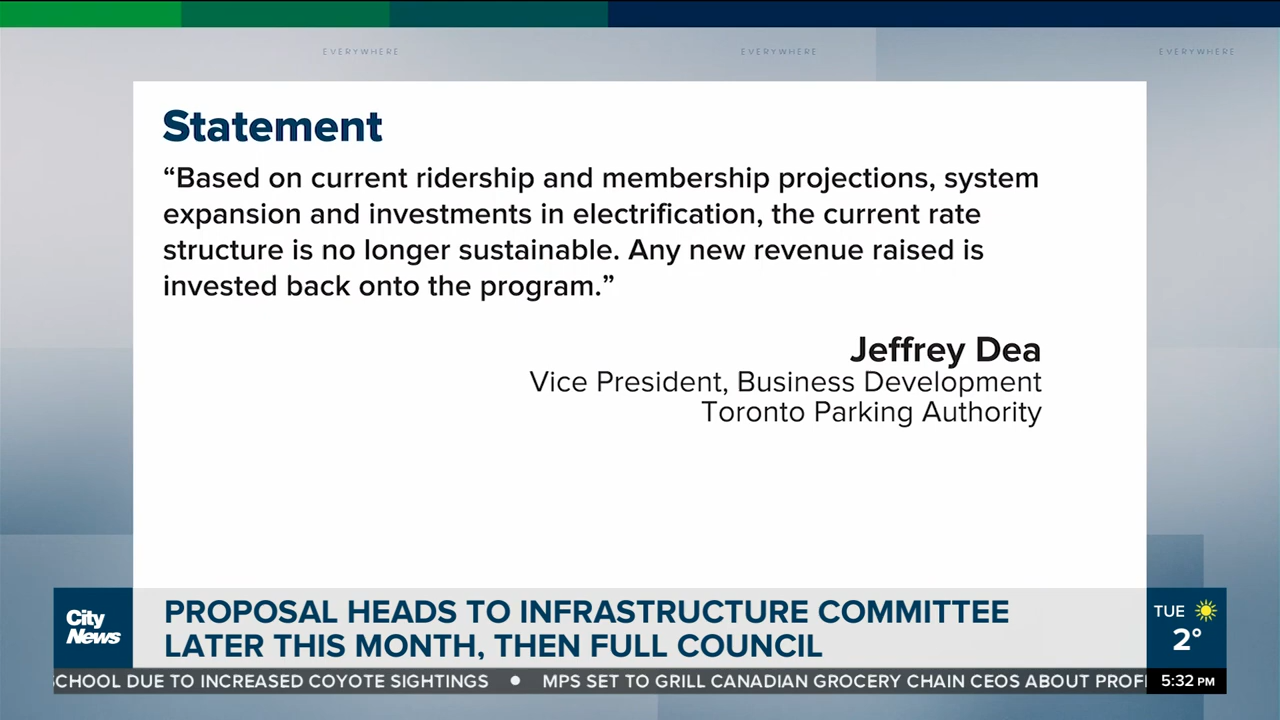 EVERYWHERE EVERYWHERE EVERYWHERE
Statement
“Based on current ridership and membership projections, system
expansion and investments in electrification, the current rate
structure is no longer sustainable. Any new revenue raised is
invested back onto the program.”
Jeffrey Dea
Vice President, Business Development
Toronto Parking Authority
City
News
PROPOSAL HEADS TO INFRASTRUCTURE COMMITTEE
LATER THIS MONTH, THEN FULL COUNCIL
TUE
2°
SCHOOL DUE TO INCREASED COYOTE SIGHTINGS • MPS SET TO GRILL CANADIAN GROCERY CHAIN CEOS ABOUT PROFI
5:32 PM